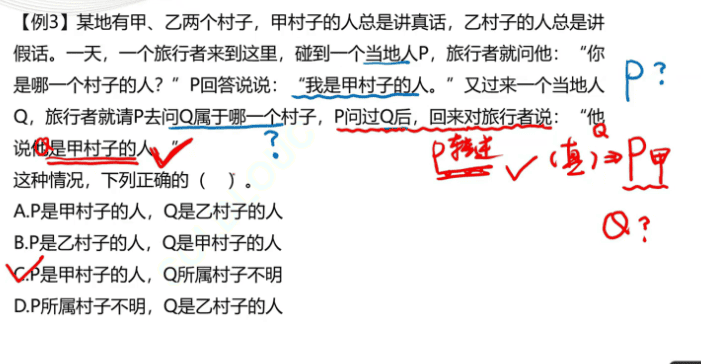 【例3】某地有甲、乙两个村子，甲村子的人总是讲真话，乙村子的人总是讲
假话。一天，一个旅行者来到这里，碰到一个当地人P，旅行者就问他：“你
是哪一个村子的人？”P回答说说：“我是甲村子的人。”又过来一个当地人
P?
Q，旅行者就请P去问Q属于哪一个村子，P问过Q后，回来对旅行者说：“他
说他是甲村子的人。”
Q
?
P转述 ✓ (真) Q ⇒ P甲
这种情况，下列正确的（ ）。
Q?
A.P是甲村子的人，Q是乙村子的人
B.P是乙村子的人，Q是甲村子的人
C.P是甲村子的人，Q所属村子不明
D.P所属村子不明，Q是乙村子的人